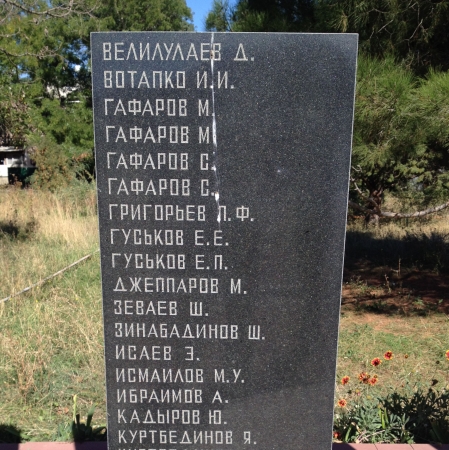 ВЕЛИЛУЛАЕВ Д.
ВОТАПКО И.И.
ГАФАРОВ М.
ГАФАРОВ М.
ГАФАРОВ С.
ГАФАРОВ С.
ГРИГОРЬЕВ Л.Ф.
ГУСЬКОВ Е.Е.
ГУСЬКОВ Е.П.
ДЖЕППАРОВ М.
ЗЕВАЕВ Ш.
ЗИНАБАДИНОВ Ш.
ИСАЕВ Э.
ИСМАИЛОВ М.У.
ИБРАИМОВ А.
КАДЫРОВ Ю.
КУРТБЕДИНОВ Я.